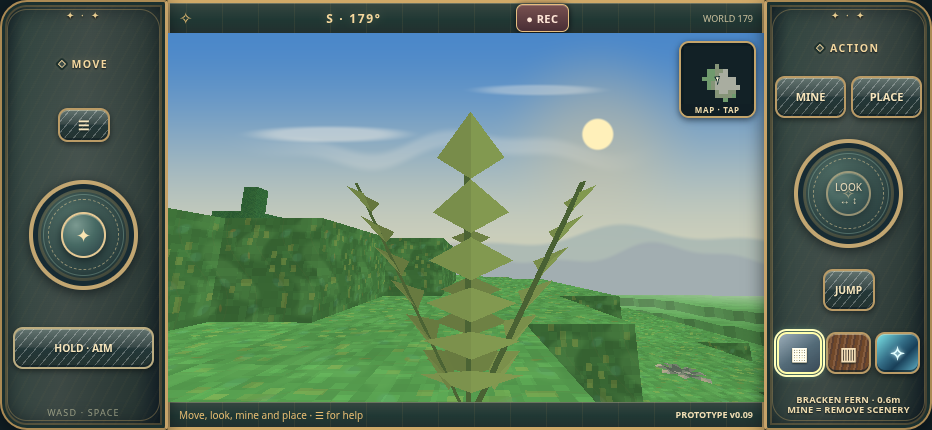 MOVE
☰
HOLD · AIM
WASD · SPACE
S · 179°
● REC
WORLD 179
MAP · TAP
Move, look, mine and place · ☰ for help
PROTOTYPE v0.09
ACTION
MINE
PLACE
LOOK
↔ ↕
JUMP
BRACKEN FERN · 0.6m
MINE = REMOVE SCENERY